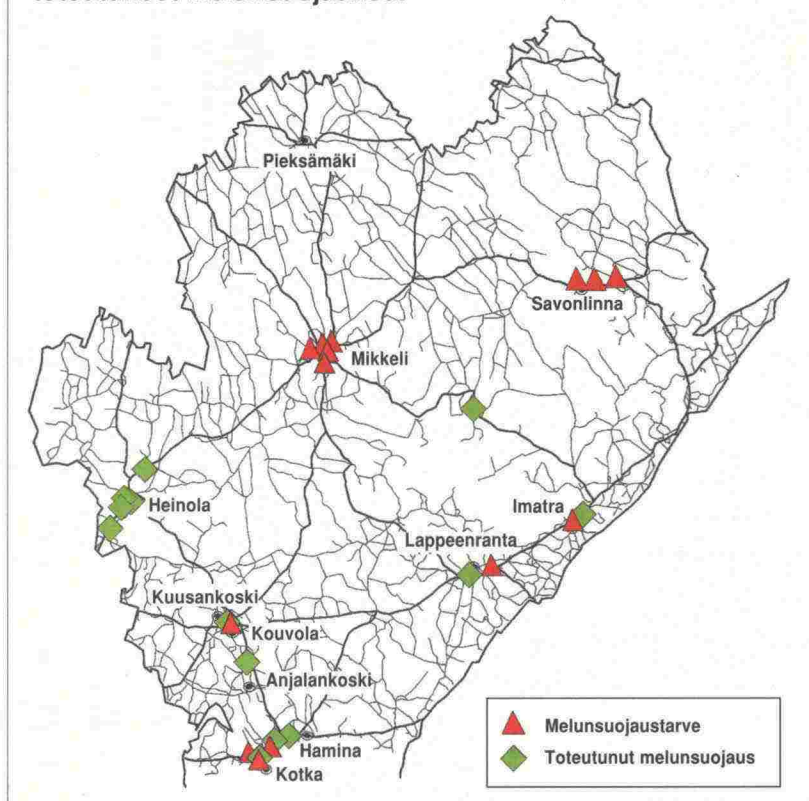 Pieksämäki
Savonlinna
Mikkeli
Heinola
Imatra
Lappeenranta
Kuusankoski
Kouvola
Anjalankoski
Hamina
Kotka
Melunsuojaustarve
Toteutunut melunsuojaus